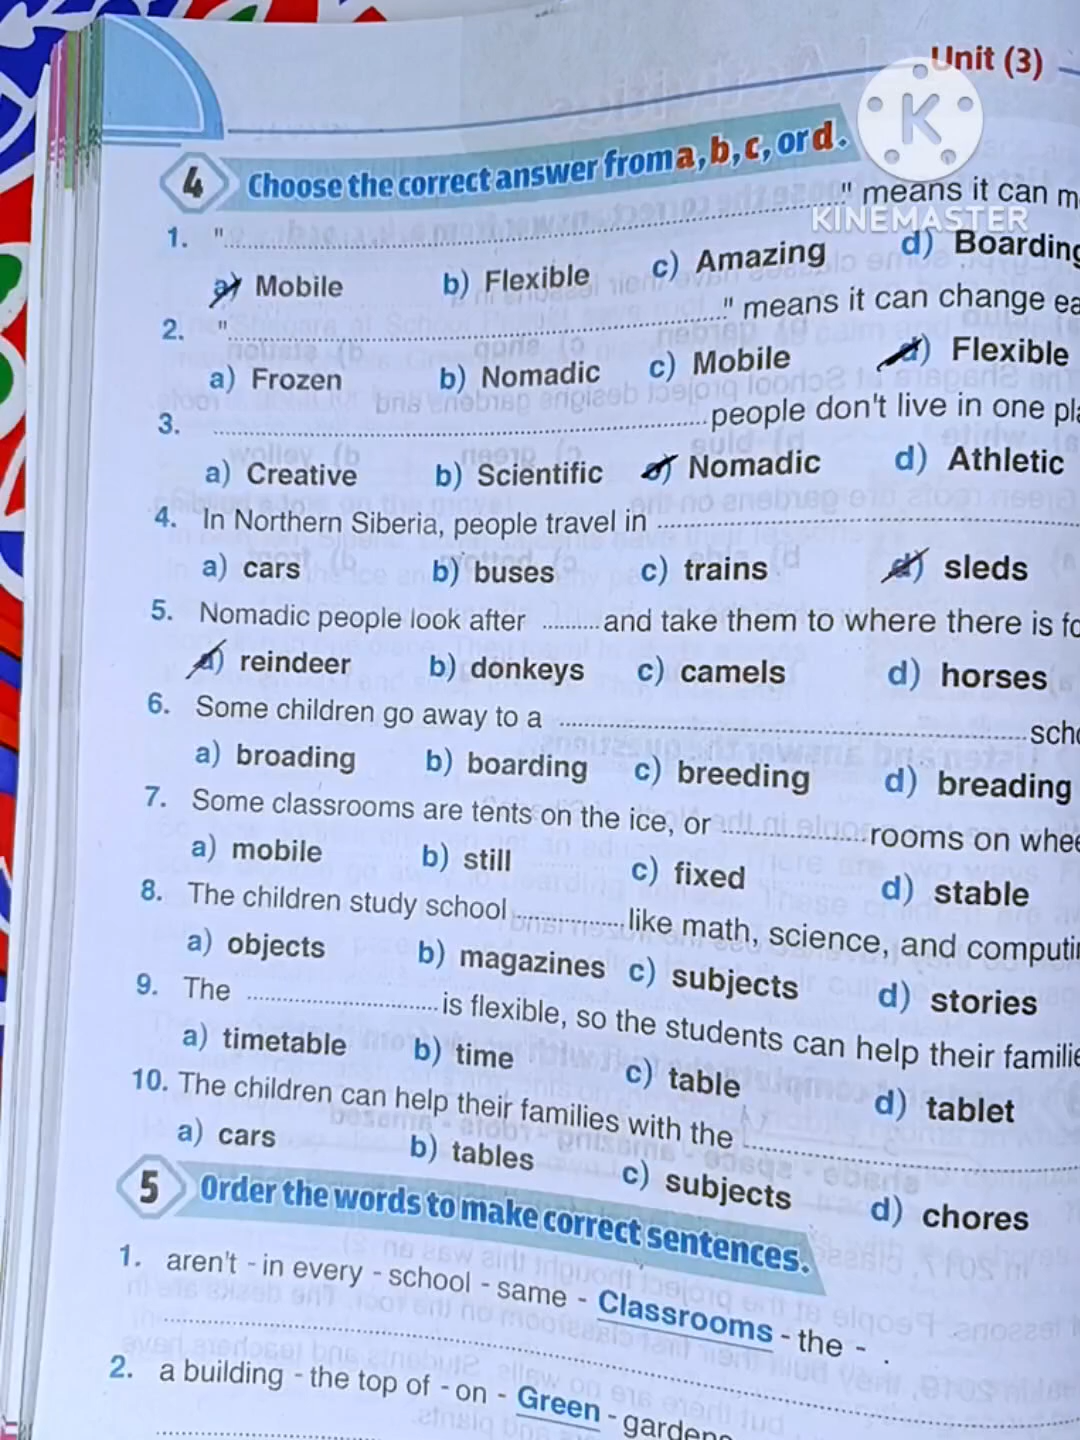 Unit (3)
K
KINEMASTER
4 Choose the correct answer from a, b, c, or d.
1. "........................" means it can
a) Mobile b) Flexible c) Amazing d) Boarding
2. "........................" means it can change
a) Frozen b) Nomadic c) Mobile d) Flexible
3. ........................ people don't live in one
a) Creative b) Scientific c) Nomadic d) Athletic
4. In Northern Siberia, people travel in ........................
a) cars b) buses c) trains d) sleds
5. Nomadic people look after ........ and take them to where there is
a) reindeer b) donkeys c) camels d) horses
6. Some children go away to a ........................
a) broading b) boarding c) breeding d) breading
7. Some classrooms are tents on the ice, or ................ rooms on
a) mobile b) still c) fixed d) stable
8. The children study school ............ like math, science, and
a) objects b) magazines c) subjects d) stories
9. The ........................ is flexible, so the students can help their
a) timetable b) time c) table d) tablet
10. The children can help their families with the ........................
a) cars b) tables c) subjects d) chores
5 Order the words to make correct sentences.
1. aren't - in every - school - same - Classrooms - the - .
2. a building - the top of - on - Green -